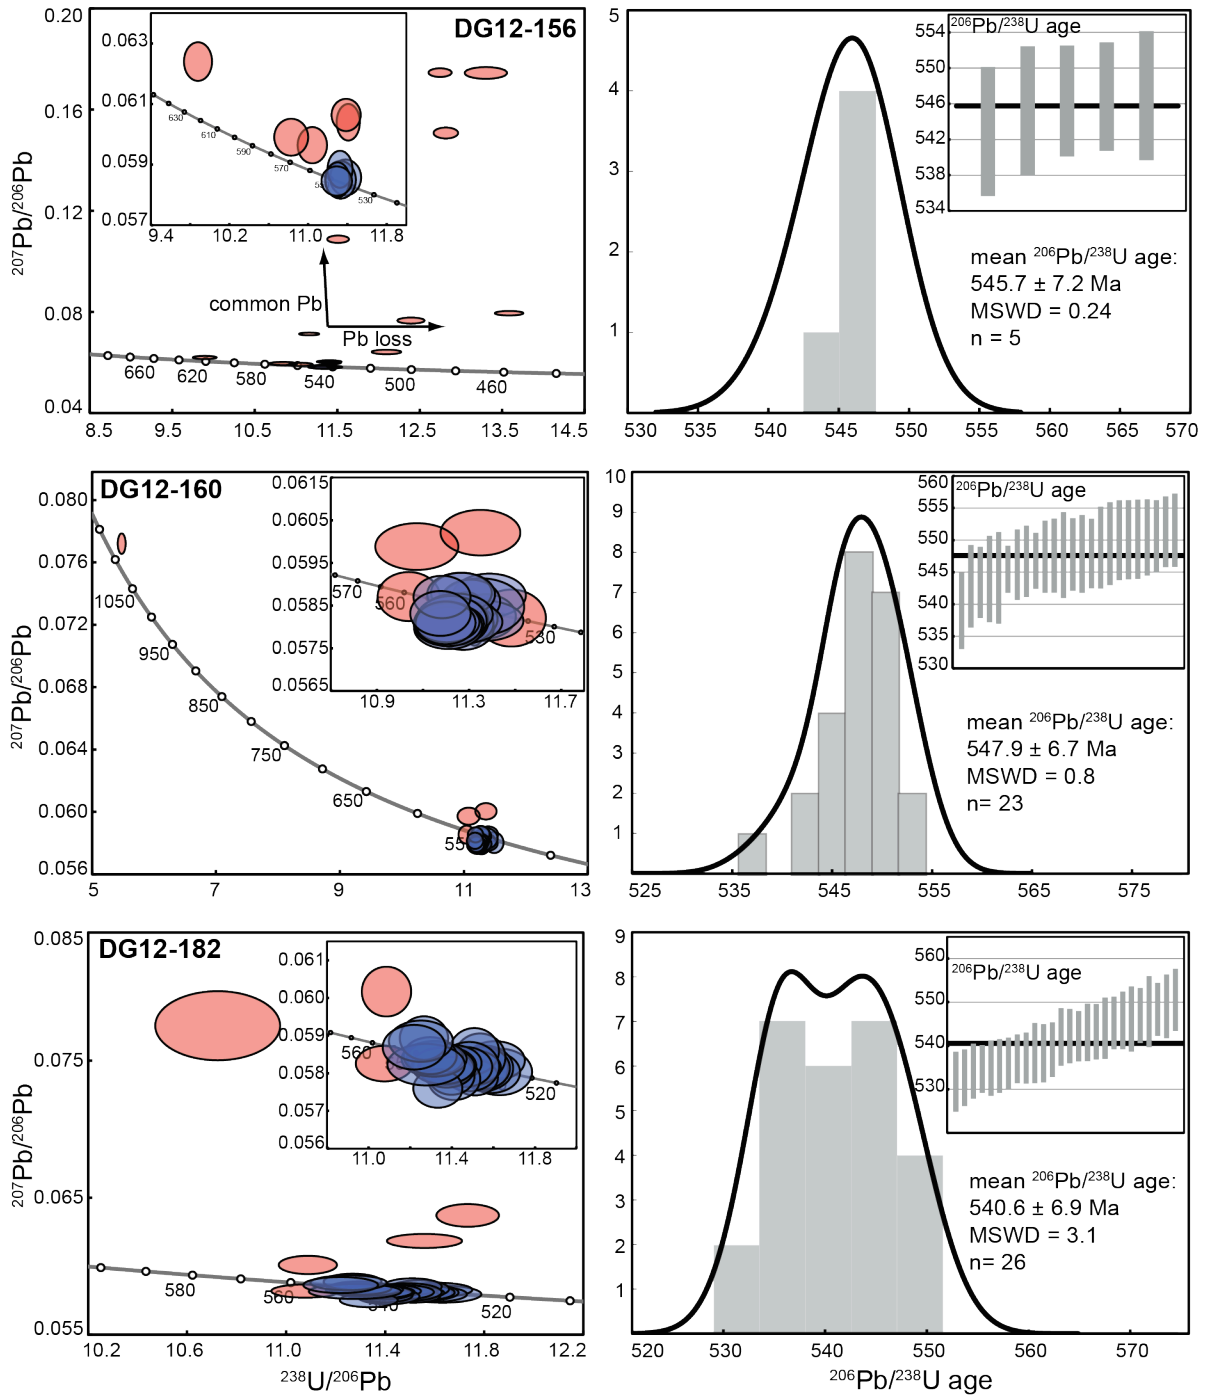 DG12-156
0.20
0.16
0.12
0.08
0.04
²⁰⁷Pb/²⁰⁶Pb
8.5 9.5 10.5 11.5 12.5 13.5 14.5
660 620 580 540 500 460
common Pb
Pb loss
0.063
0.061
0.059
0.057
9.4 10.2 11.0 11.8
630 610 590 570 530
5
4
3
2
1
530 540 550 560 570
530 535 540 545 550 555 560 565 570
²⁰⁶Pb/²³⁸U age
554
550
546
542
538
534
mean ²⁰⁶Pb/²³⁸U age:
545.7 ± 7.2 Ma
MSWD = 0.24
n = 5
DG12-160
0.080
0.076
0.072
0.068
0.064
0.060
0.056
²⁰⁷Pb/²⁰⁶Pb
5 7 9 11 13
1050 950 850 750 650 55
0.0615
0.0605
0.0595
0.0585
0.0575
0.0565
10.9 11.3 11.7
570 560 530
10
9
8
7
6
5
4
3
2
1
525 535 545 555 565 575
²⁰⁶Pb/²³⁸U age
560
555
550
545
540
535
530
mean ²⁰⁶Pb/²³⁸U age:
547.9 ± 6.7 Ma
MSWD = 0.8
n= 23
DG12-182
0.085
0.075
0.065
0.055
²⁰⁷Pb/²⁰⁶Pb
10.2 10.6 11.0 11.4 11.8 12.2
580 560 540 520
²³⁸U/²⁰⁶Pb
0.061
0.060
0.059
0.058
0.057
0.056
11.0 11.4 11.8
560 520
9
8
7
6
5
4
3
2
1
520 530 540 550 560 570
²⁰⁶Pb/²³⁸U age
²⁰⁶Pb/²³⁸U age
560
550
540
530
mean ²⁰⁶Pb/²³⁸U age:
540.6 ± 6.9 Ma
MSWD = 3.1
n= 26